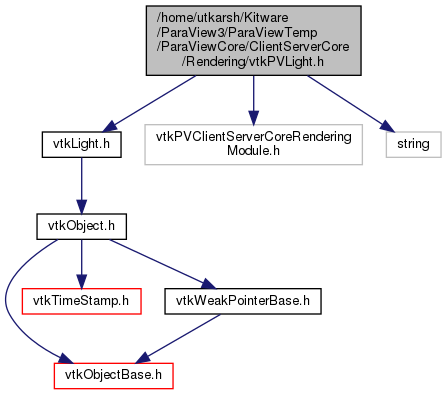 /home/utkarsh/Kitware
/ParaView3/ParaViewTemp
/ParaViewCore/ClientServerCore
/Rendering/vtkPVLight.h
vtkLight.h
vtkPVClientServerCoreRendering
Module.h
string
vtkObject.h
vtkTimeStamp.h
vtkWeakPointerBase.h
vtkObjectBase.h